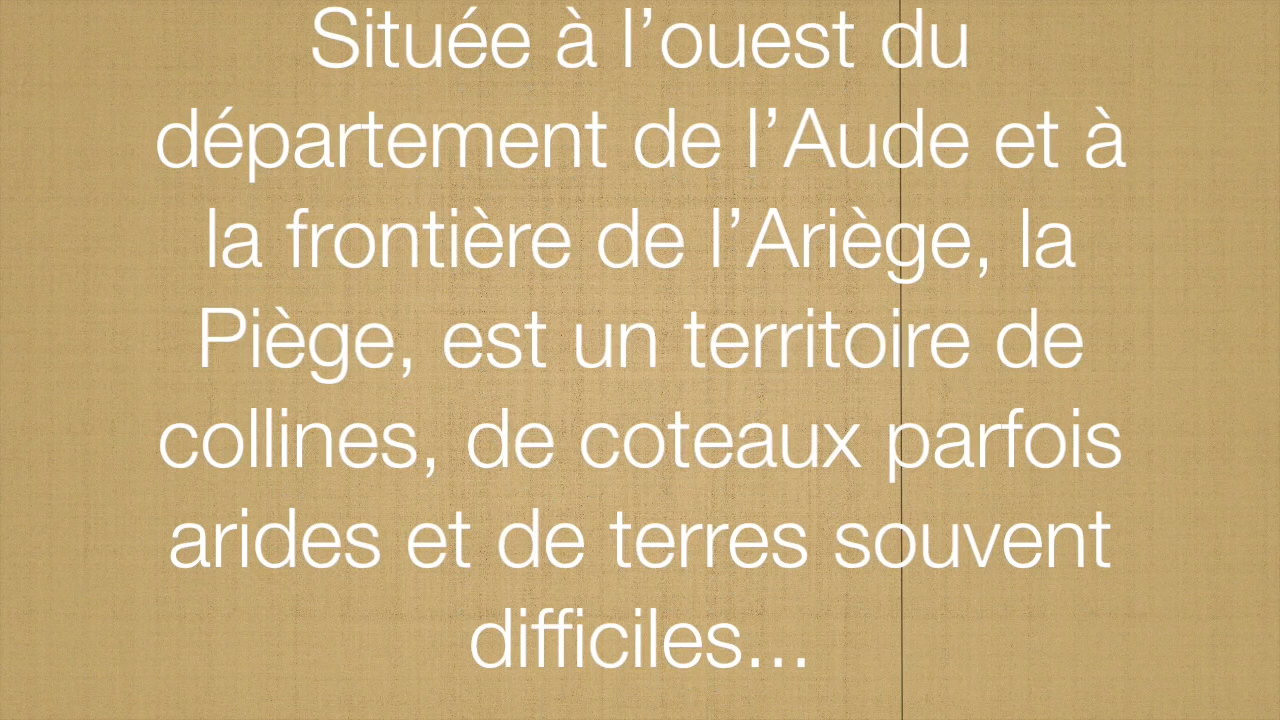 Située à l’ouest du
département de l’Aude et à
la frontière de l’Ariège, la
Piège, est un territoire de
collines, de coteaux parfois
arides et de terres souvent
difficiles...